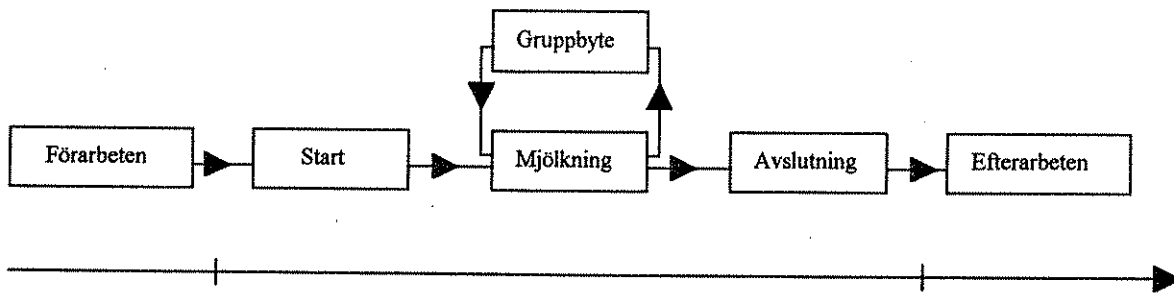 Gruppbyte
Förarbeten
Start
Mjölkning
Avslutning
Efterarbeten